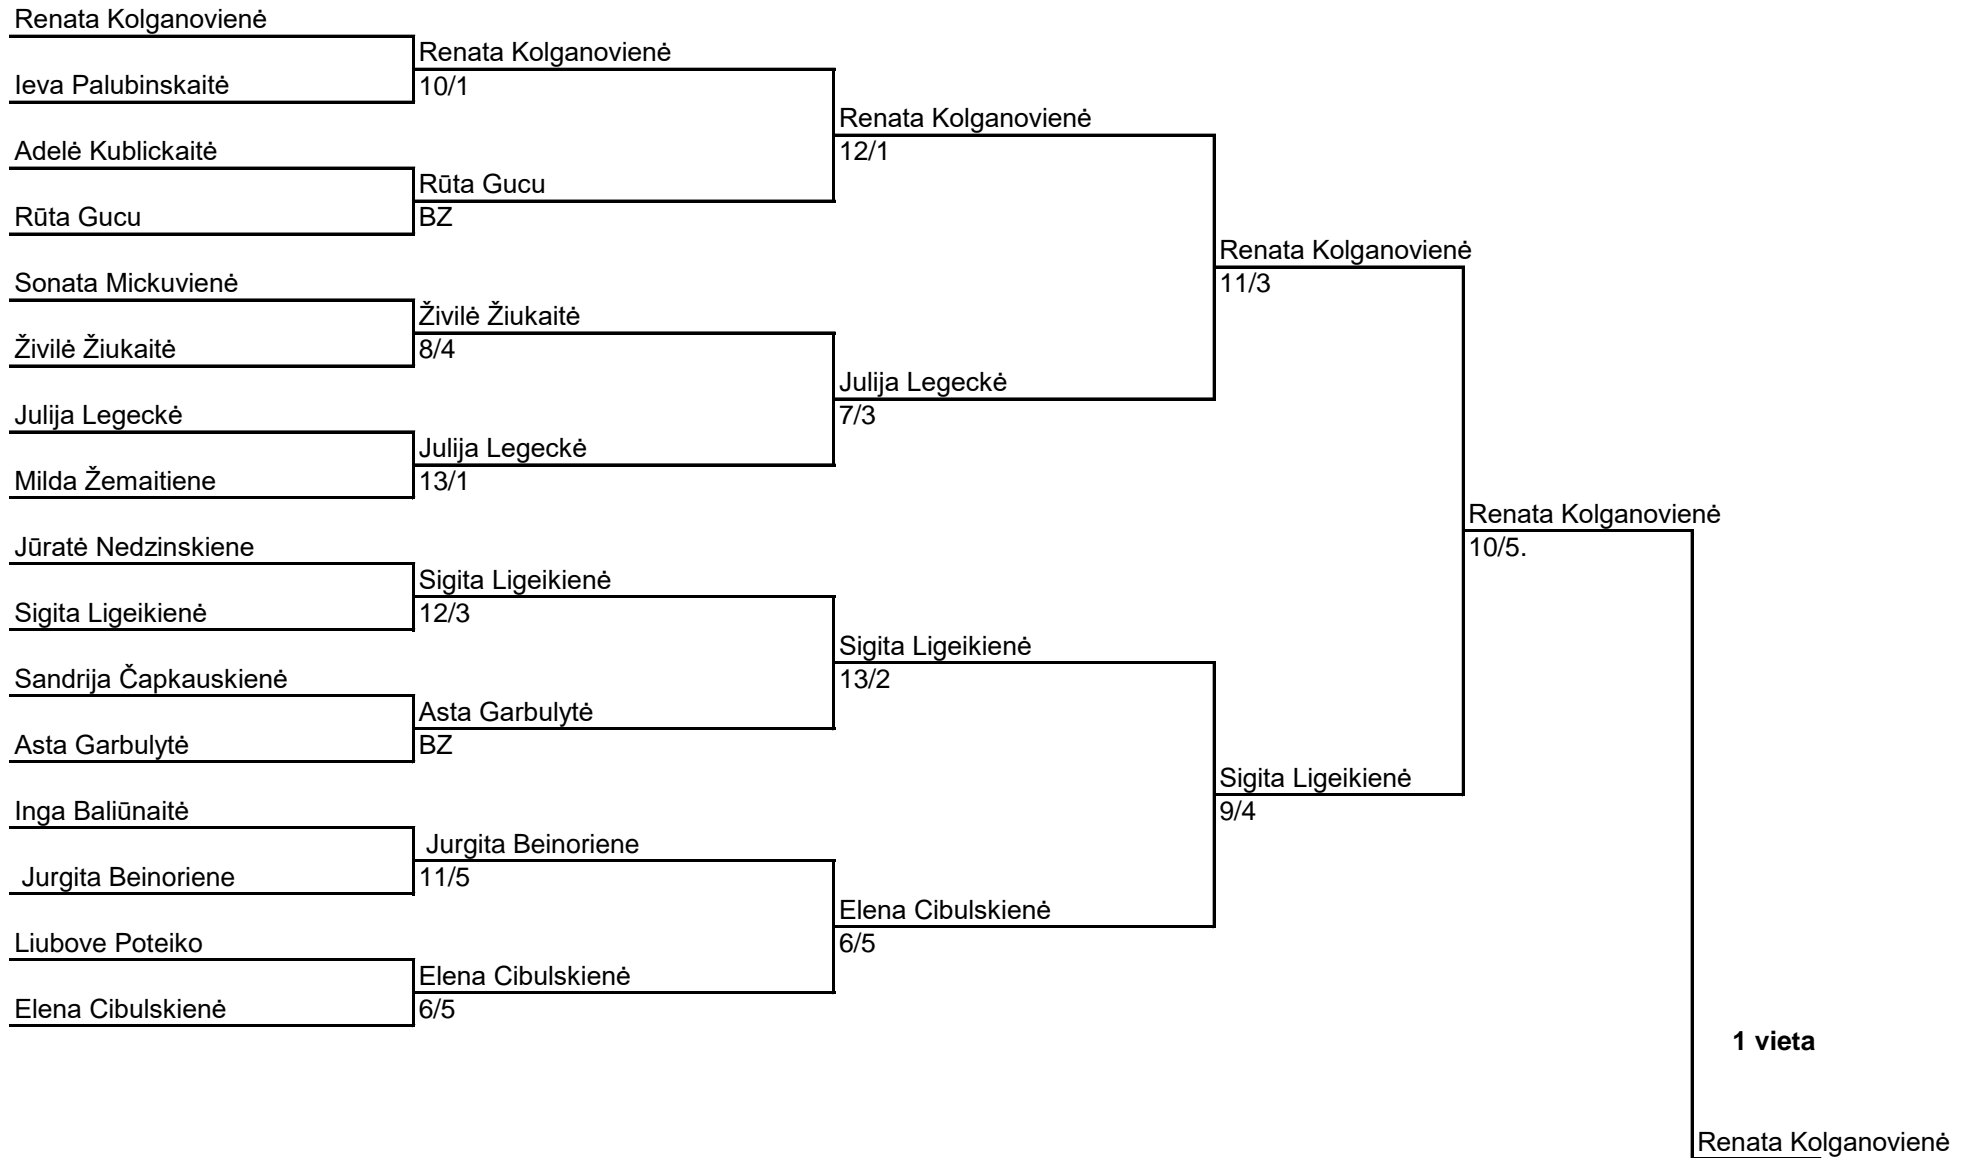 Renata Kolganovienė
Renata Kolganovienė
Ieva Palubinskaitė
10/1
Renata Kolganovienė
Adelė Kublickaitė
12/1
Rūta Gucu
Rūta Gucu
BZ
Renata Kolganovienė
Sonata Mickuvienė
11/3
Živilė Žiukaitė
Živilė Žiukaitė
8/4
Julija Legeckė
Julija Legeckė
7/3
Julija Legeckė
Milda Žemaitiene
13/1
Renata Kolganovienė
Jūratė Nedzinskiene
10/5.
Sigita Ligeikienė
Sigita Ligeikienė
12/3
Sigita Ligeikienė
Sandrija Čapkauskienė
13/2
Asta Garbulytė
Asta Garbulytė
BZ
Sigita Ligeikienė
Inga Baliūnaitė
9/4
Jurgita Beinoriene
Jurgita Beinoriene
11/5
Elena Cibulskienė
Liubove Poteiko
6/5
Elena Cibulskienė
Elena Cibulskienė
6/5
1 vieta
Renata Kolganovienė